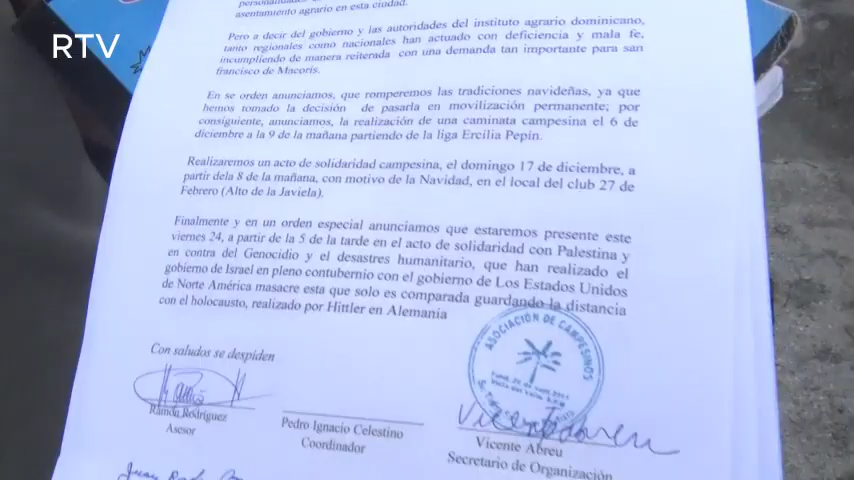 RTV
asentamiento agrario en esta ciudad.
Pero a decir del gobierno y las autoridades del instituto agrario dominicano,
tanto regionales como nacionales han actuado con deficiencia y mala fe,
incumpliendo de manera reiterada con una demanda tan importante para san
francisco de Macorís.
En se orden anunciamos, que romperemos las tradiciones navideñas, ya que
hemos tomado la decisión de pasarla en movilización permanente; por
consiguiente, anunciamos, la realización de una caminata campesina el 6 de
diciembre a la 9 de la mañana partiendo de la liga Ercilia Pepín.
Realizaremos un acto de solidaridad campesina, el domingo 17 de diciembre, a
partir dela 8 de la mañana, con motivo de la Navidad, en el local del club 27 de
Febrero (Alto de la Javiela).
Finalmente y en un orden especial anunciamos que estaremos presente este
viernes 24, a partir de la 5 de la tarde en el acto de solidaridad con Palestina y
en contra del Genocidio y el desastres humanitario, que han realizado el
gobierno de Israel en pleno contubernio con el gobierno de Los Estados Unidos
de Norte América masacre esta que solo es comparada guardando la distancia
con el holocausto, realizado por Hittler en Alemania
ASOCIACIÓN DE CAMPESINOS
Con saludos se despiden
Ramón Rodríguez
Asesor
Pedro Ignacio Celestino
Coordinador
Vicente Abreu
Vicente Abreu
Secretario de Organización